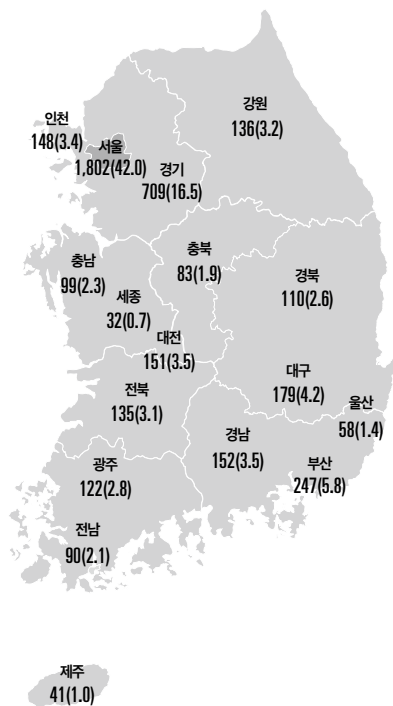 강원
136(3.2)
인천
148(3.4)
서울
1,802(42.0)
경기
709(16.5)
충북
83(1.9)
충남
99(2.3)
세종
32(0.7)
경북
110(2.6)
대전
151(3.5)
대구
179(4.2)
전북
135(3.1)
울산
58(1.4)
경남
152(3.5)
부산
247(5.8)
광주
122(2.8)
전남
90(2.1)
제주
41(1.0)